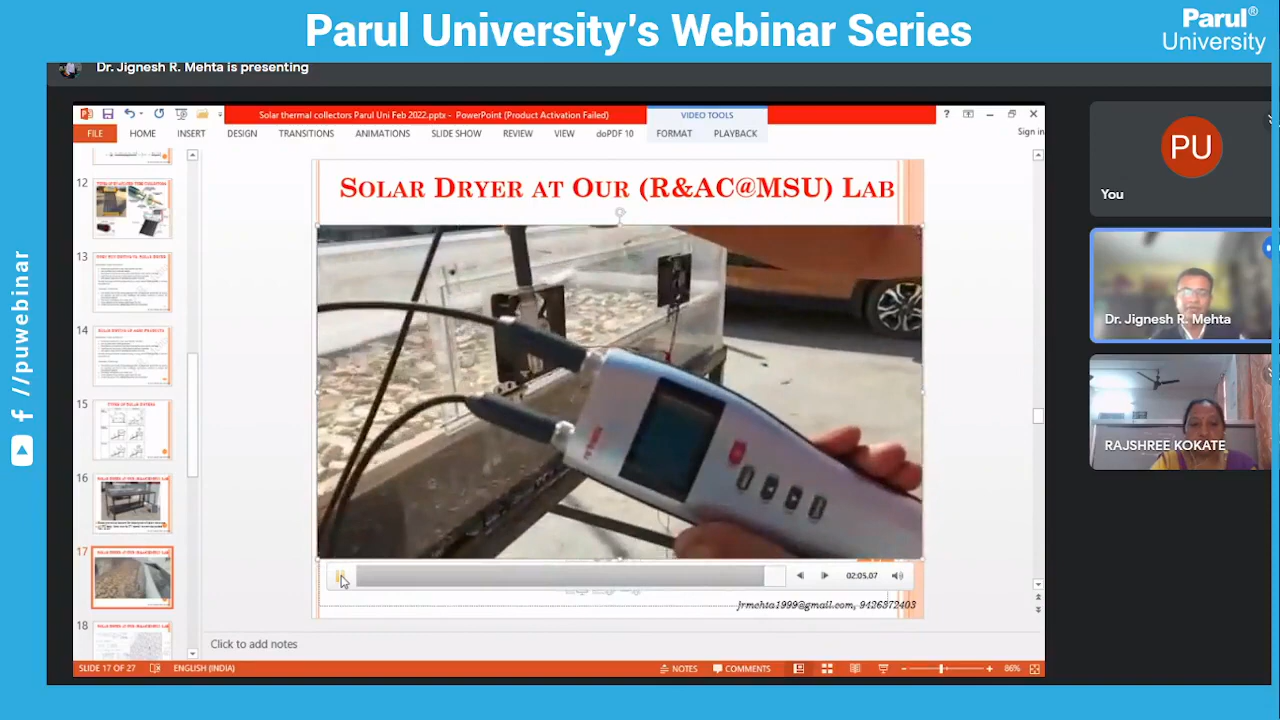 Parul University's Webinar Series
Parul®
University
Dr. Jignesh R. Mehta is presenting
Solar thermal collectors Parul Uni Feb 2022.pptx - PowerPoint (Product Activation Failed)
VIDEO TOOLS
FILE
HOME
INSERT
DESIGN
TRANSITIONS
ANIMATIONS
SLIDE SHOW
REVIEW
VIEW
doPDF 10
FORMAT
PLAYBACK
Sign in
12
13
14
15
16
17
18
SOLAR DRYER AT OUR (R&AC@MSU) LAB
02:05.07
jrmehta1999@gmail.com, 9426372403
Click to add notes
SLIDE 17 OF 27
ENGLISH (INDIA)
NOTES
COMMENTS
86%
PU
You
Dr. Jignesh R. Mehta
RAJSHREE KOKATE
//puwebinar